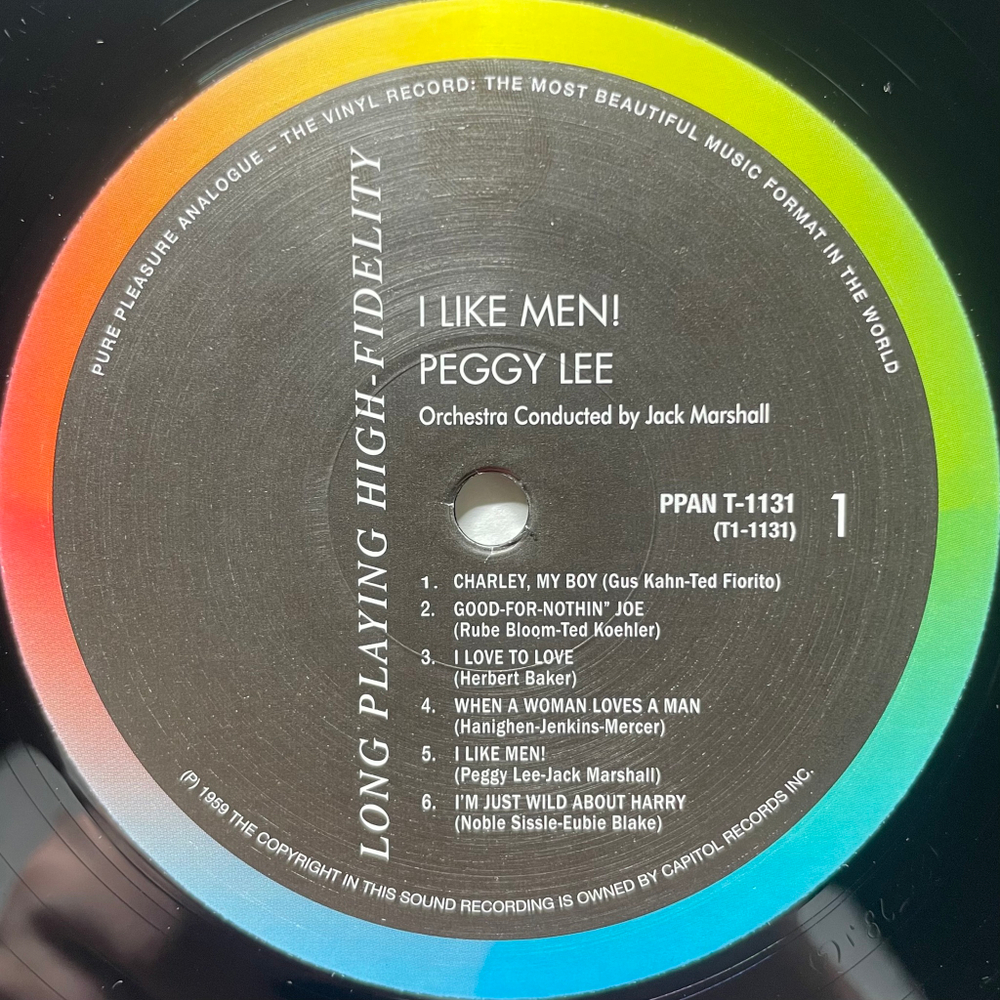 PURE PLEASURE ANALOGUE – THE VINYL RECORD: THE MOST BEAUTIFUL MUSIC FORMAT IN THE WORLD
LONG PLAYING HIGH-FIDELITY
I LIKE MEN!
PEGGY LEE
Orchestra Conducted by Jack Marshall
PPAN T-1131
(T1-1131)
1
1. CHARLEY, MY BOY (Gus Kahn-Ted Fiorito)
2. GOOD-FOR-NOTHIN” JOE
(Rube Bloom-Ted Koehler)
3. I LOVE TO LOVE
(Herbert Baker)
4. WHEN A WOMAN LOVES A MAN
(Hanighen-Jenkins-Mercer)
5. I LIKE MEN!
(Peggy Lee-Jack Marshall)
6. I’M JUST WILD ABOUT HARRY
(Noble Sissle-Eubie Blake)
(P) 1959 THE COPYRIGHT IN THIS SOUND RECORDING IS OWNED BY CAPITOL RECORDS INC.